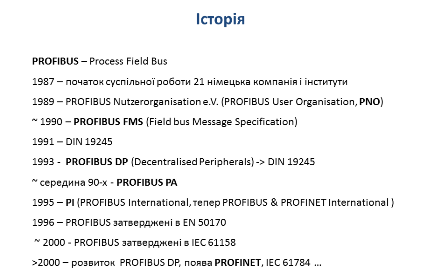 Історія
PROFIBUS – Process Field Bus
1987 – початок суспільної роботи 21 німецька компанія і інститути
1989 – PROFIBUS Nutzerorganisation e.V. (PROFIBUS User Organisation, PNO)
~ 1990 – PROFIBUS FMS (Field bus Message Specification)
1991 – DIN 19245
1993 - PROFIBUS DP (Decentralised Peripherals) -> DIN 19245
~ середина 90-х - PROFIBUS PA
1995 – PI (PROFIBUS International, тепер PROFIBUS & PROFINET International )
1996 – PROFIBUS затверджені в EN 50170
~ 2000 - PROFIBUS затверджені в IEC 61158
>2000 – розвиток PROFIBUS DP, поява PROFINET, IEC 61784 ...